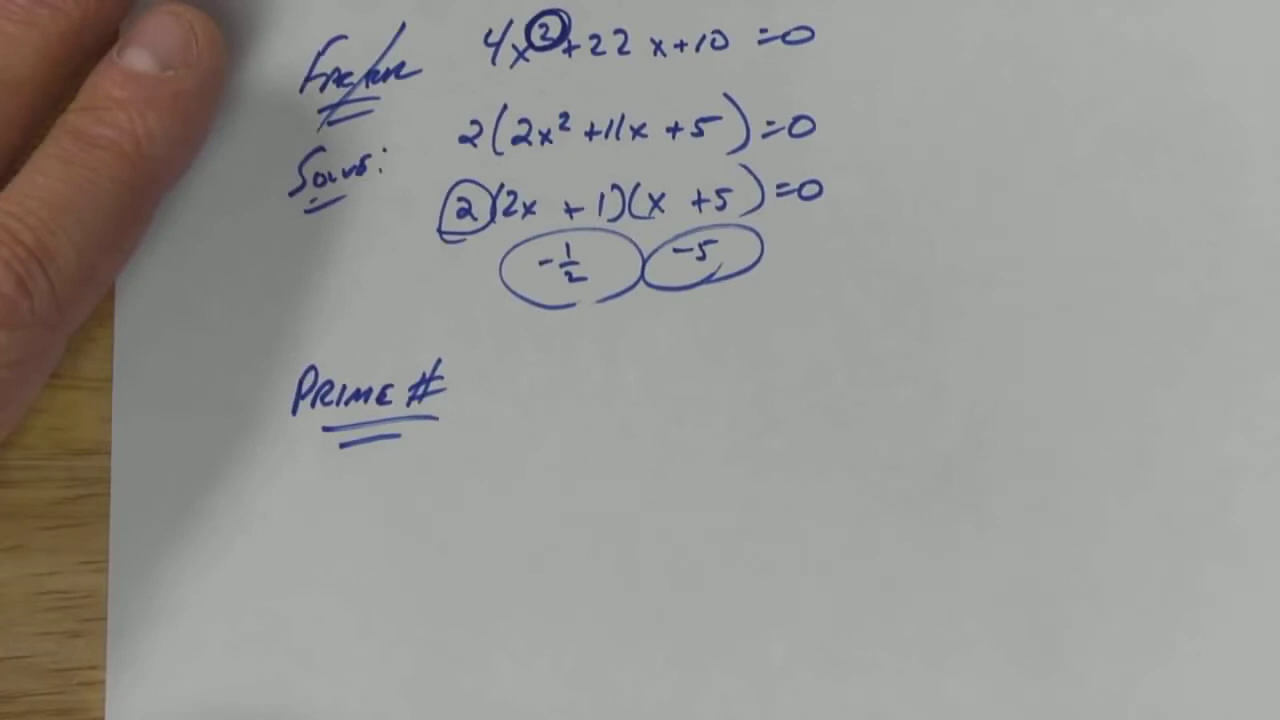 Factor 4x²+22x+10=0
2(2x²+11x+5)=0
Solve:
2(2x+1)(x+5)=0
-1/2 -5
PRIME #